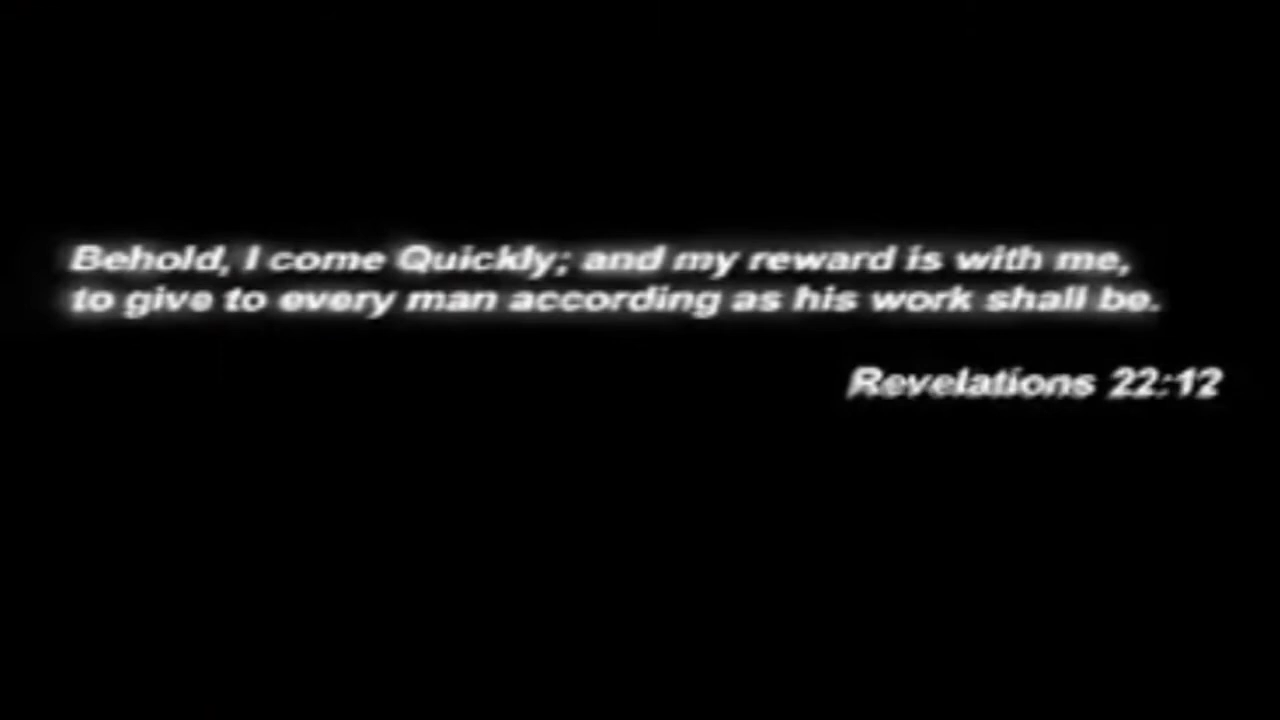 Behold, I come Quickly; and my reward is with me,
to give to every man according as his work shall be.
Revelations 22:12